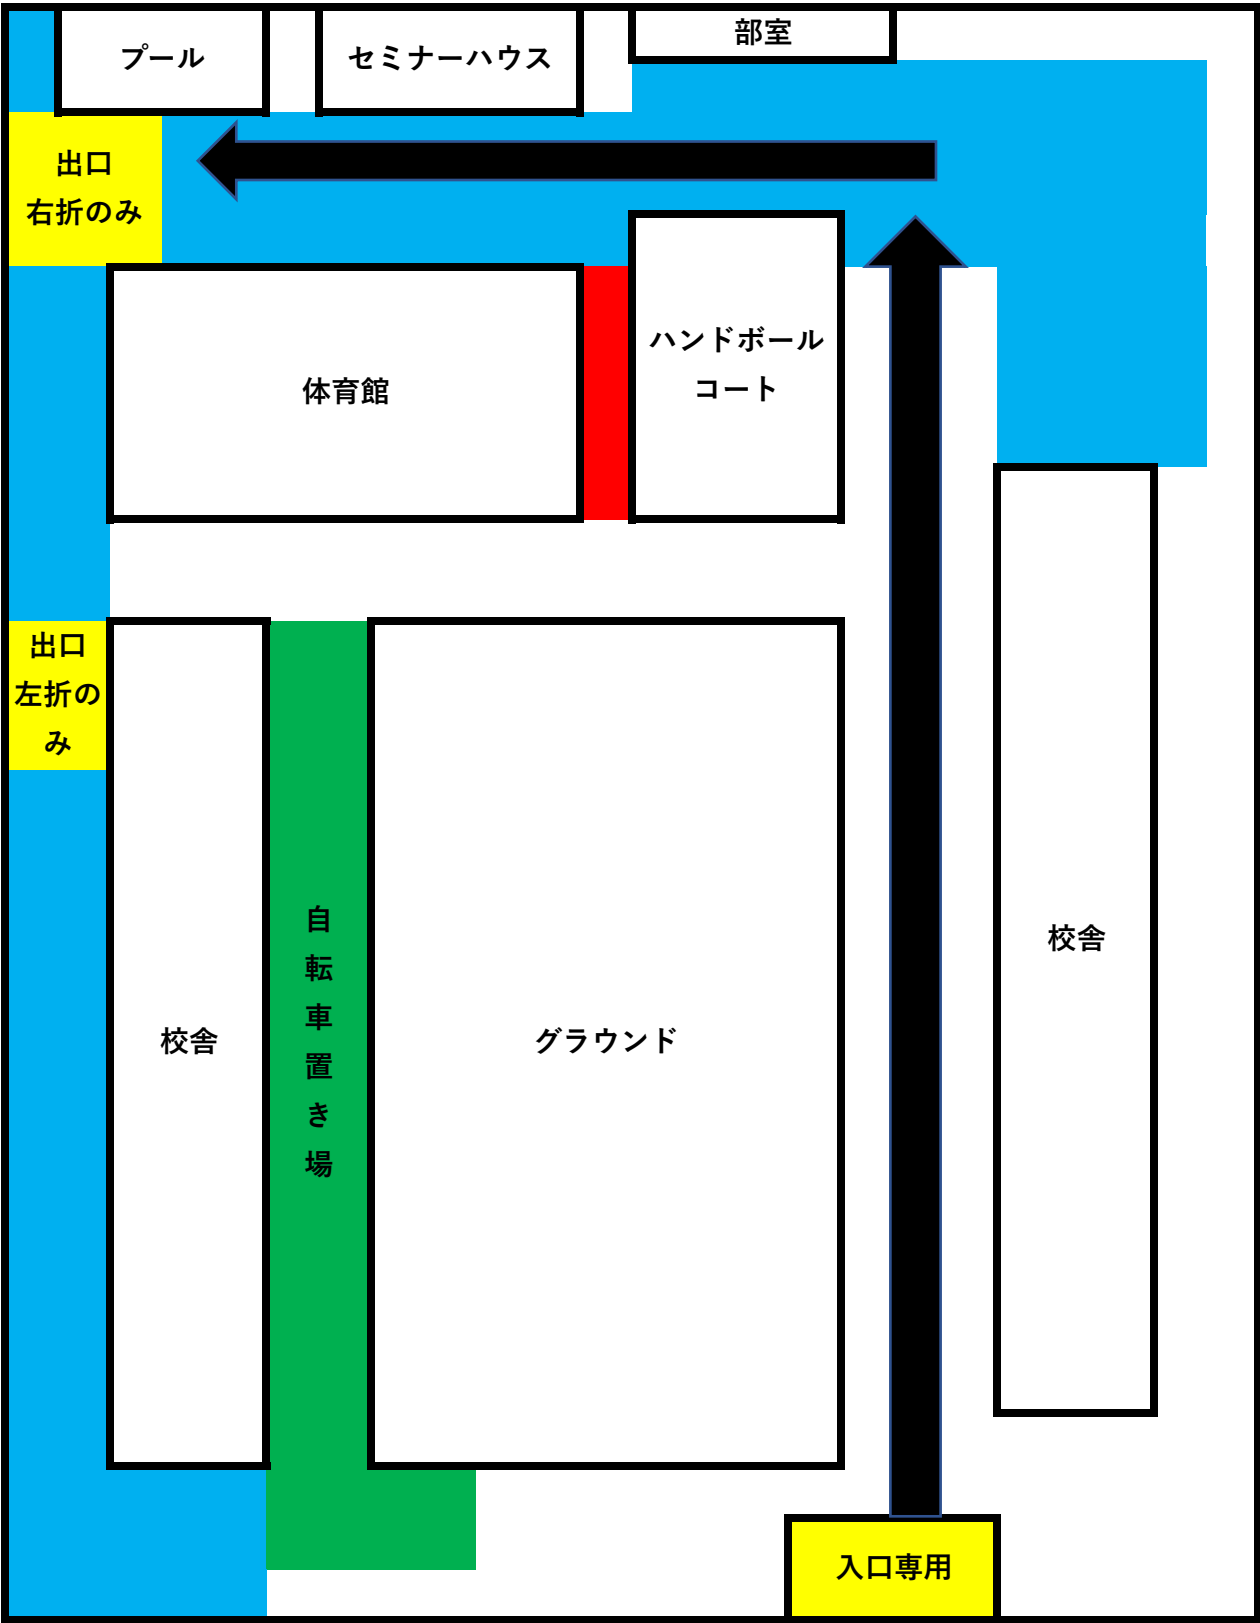 プール
セミナーハウス
部室
出口
右折のみ
ハンドボール
コート
体育館
出口
左折の
み
自
転
車
置
き
場
校舎
グラウンド
校舎
入口専用